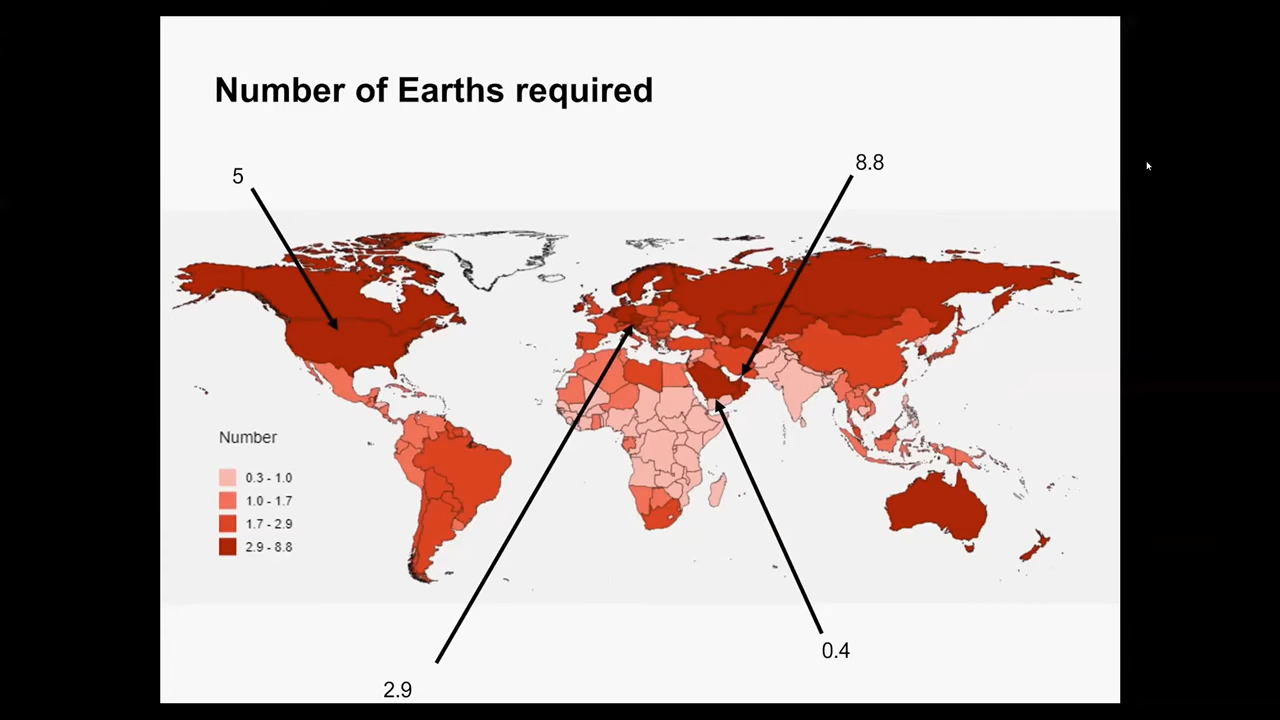 Number of Earths required
5
8.8
Number
0.3 - 1.0
1.0 - 1.7
1.7 - 2.9
2.9 - 8.8
0.4
2.9